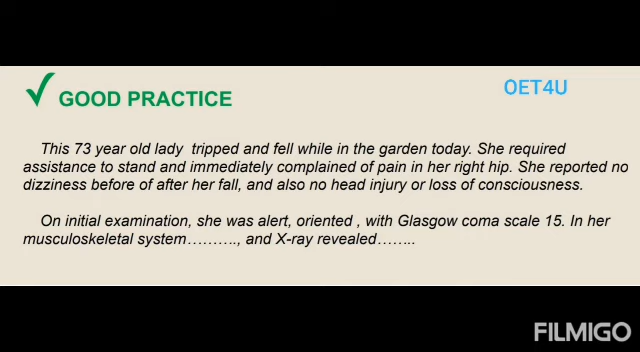 ✓ GOOD PRACTICE
OET4U
This 73 year old lady tripped and fell while in the garden today. She required
assistance to stand and immediately complained of pain in her right hip. She reported no
dizziness before of after her fall, and also no head injury or loss of consciousness.
On initial examination, she was alert, oriented , with Glasgow coma scale 15. In her
musculoskeletal system………., and X-ray revealed……..
FILMIGO